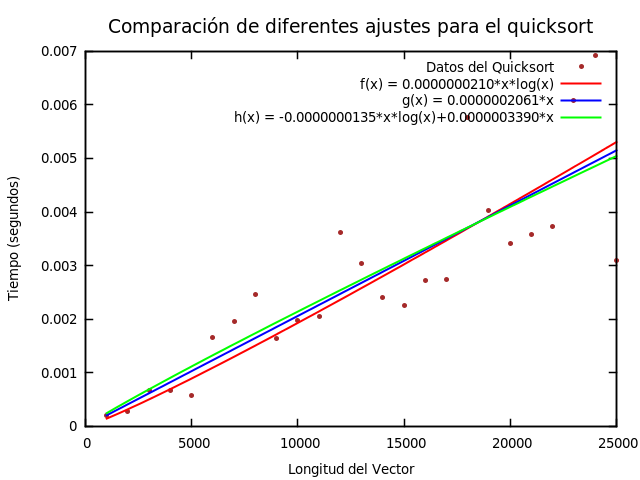 Comparación de diferentes ajustes para el quicksort
0.007
0.006
0.005
0.004
0.003
0.002
0.001
0
Tiempo (segundos)
Datos del Quicksort
f(x) = 0.0000000210*x*log(x)
g(x) = 0.0000002061*x
h(x) = -0.0000000135*x*log(x)+0.0000003390*x
0
5000
10000
15000
20000
25000
Longitud del Vector